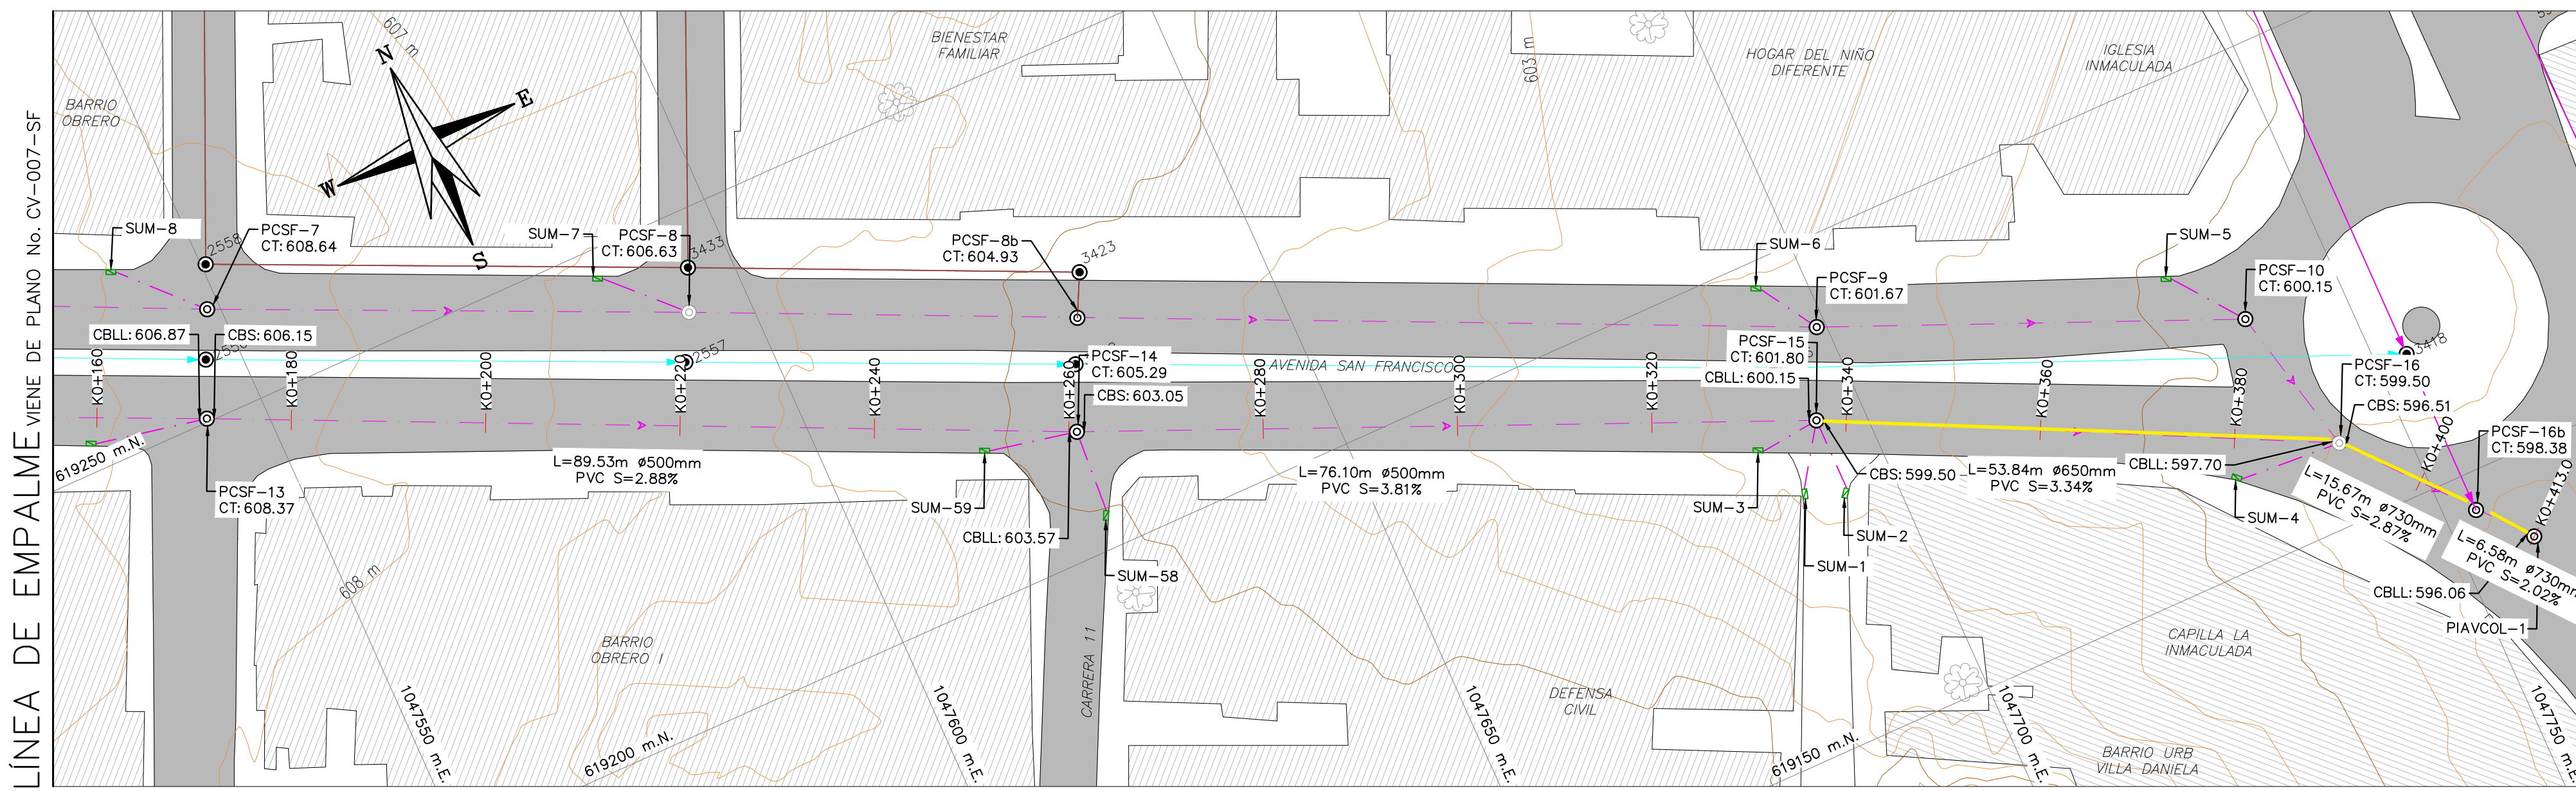 LÍNEA DE EMPALME VIENE DE PLANO No. CV-007-SF
BARRIO
OBRERO
607 m
N
E
W
S
BIENESTAR
FAMILIAR
603 m
HOGAR DEL NIÑO
DIFERENTE
IGLESIA
INMACULADA
SUM-8
2558
PCSF-7
CT: 608.64
SUM-7
PCSF-8
CT: 606.63
3433
PCSF-8b
CT: 604.93
3423
SUM-6
PCSF-9
CT: 601.67
SUM-5
PCSF-10
CT: 600.15
CBLL: 606.87
CBS: 606.15
2557
PCSF-14
CT: 605.29
AVENIDA SAN FRANCISCO
PCSF-15
CT: 601.80
CBLL: 600.15
3418
PCSF-16
CT: 599.50
CBS: 596.51
K0+160
K0+180
K0+200
K0+220
K0+240
K0+260
K0+280
K0+300
K0+320
K0+340
K0+360
K0+380
K0+400
K0+413.0
CBS: 603.05
PCSF-16b
CT: 598.38
619250 m.N.
PCSF-13
CT: 608.37
L=89.53m ø500mm
PVC S=2.88%
SUM-59
CBLL: 603.57
L=76.10m ø500mm
PVC S=3.81%
SUM-3
CBS: 599.50
L=53.84m ø650mm
PVC S=3.34%
CBLL: 597.70
SUM-4
L=15.67m ø730mm
PVC S=2.87%
L=6.58m ø730mm
PVC S=2.02%
SUM-2
SUM-1
SUM-58
608 m
CBLL: 596.06
PIAVCOL-1
BARRIO
OBRERO I
CARRERA 11
DEFENSA
CIVIL
CAPILLA LA
INMACULADA
BARRIO URB
VILLA DANIELA
1047550 m.E.
619200 m.N.
1047600 m.E.
1047650 m.E.
619150 m.N.
1047700 m.E.
1047750 m.E.